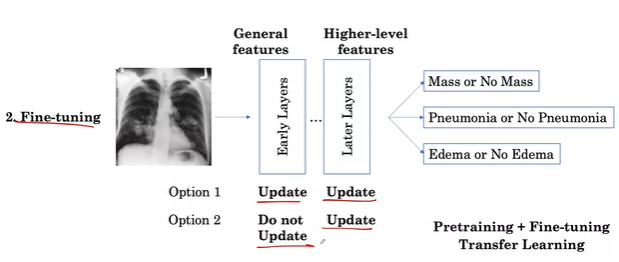 General features
Higher-level features
2. Fine-tuning
Early Layers
...
Later Layers
Mass or No Mass
Pneumonia or No Pneumonia
Edema or No Edema
Option 1 Update Update
Option 2 Do not Update Update
Pretraining + Fine-tuning
Transfer Learning